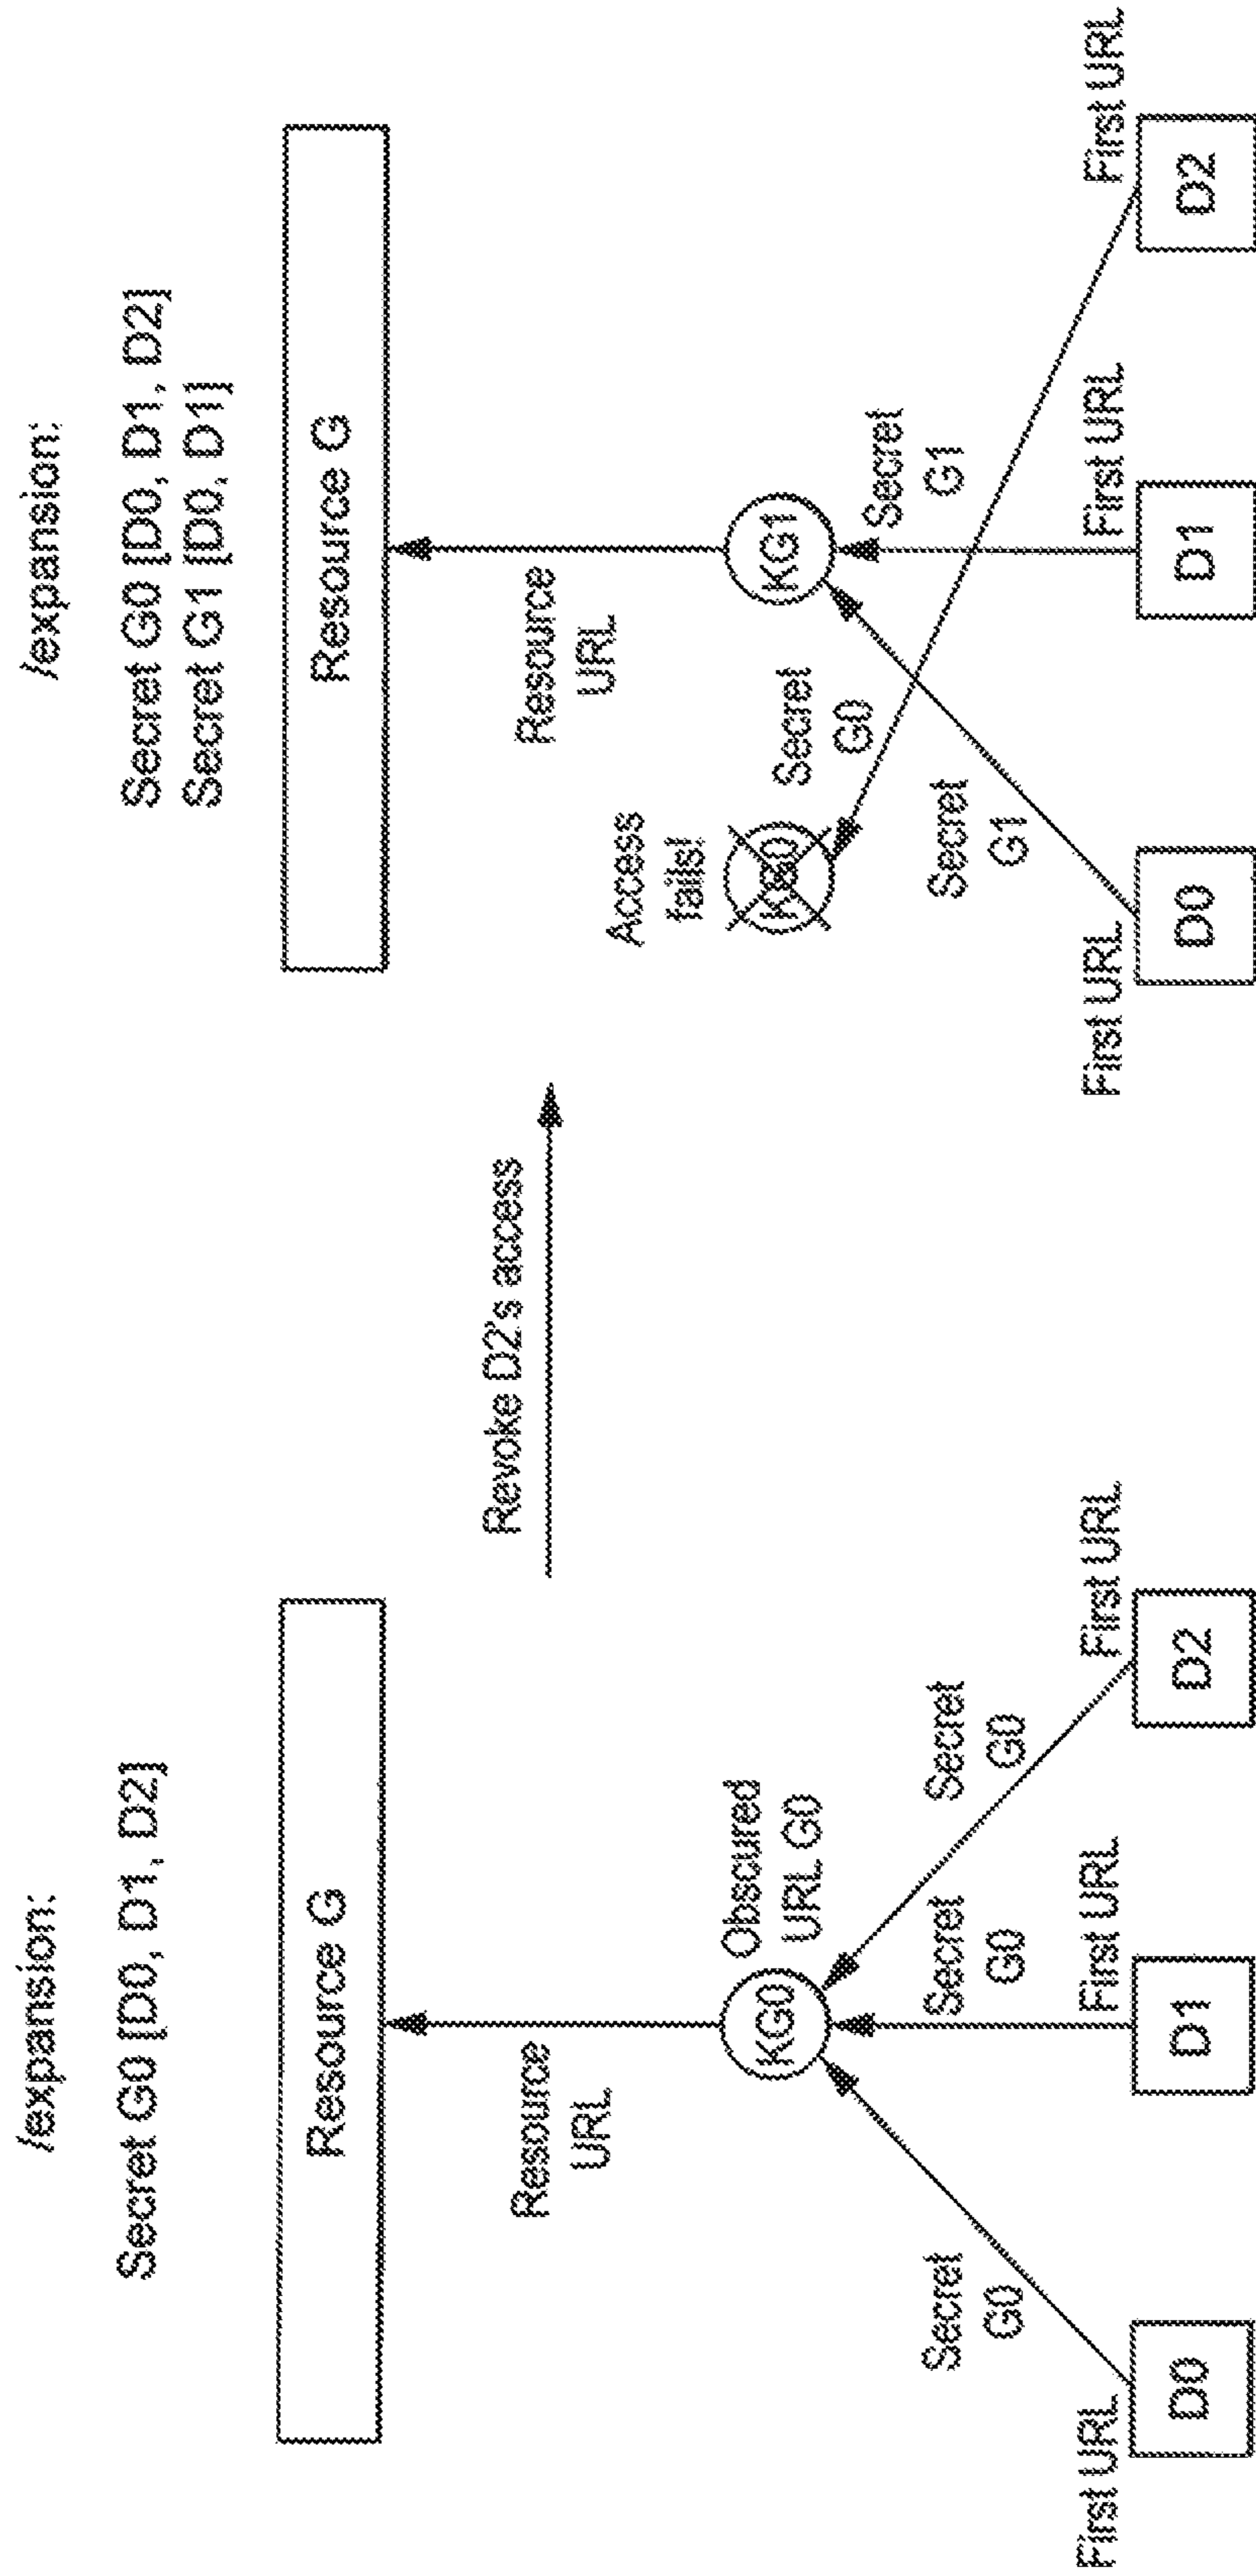 /expansion:
Secret G0 [D0, D1, D2]
Resource G
Resource
URL
KG0
Obscured
URL G0
Secret
G0
Secret
G0
Secret
G0
First URL
First URL
First URL
D0
D1
D2
Revoke D2's access
/expansion:
Secret G0 [D0, D1, D2]
Secret G1 [D0, D1]
Resource G
Resource
URL
Access
fails!
KG0
KG1
Secret
G0
Secret
G1
Secret
G1
First URL
First URL
First URL
D0
D1
D2